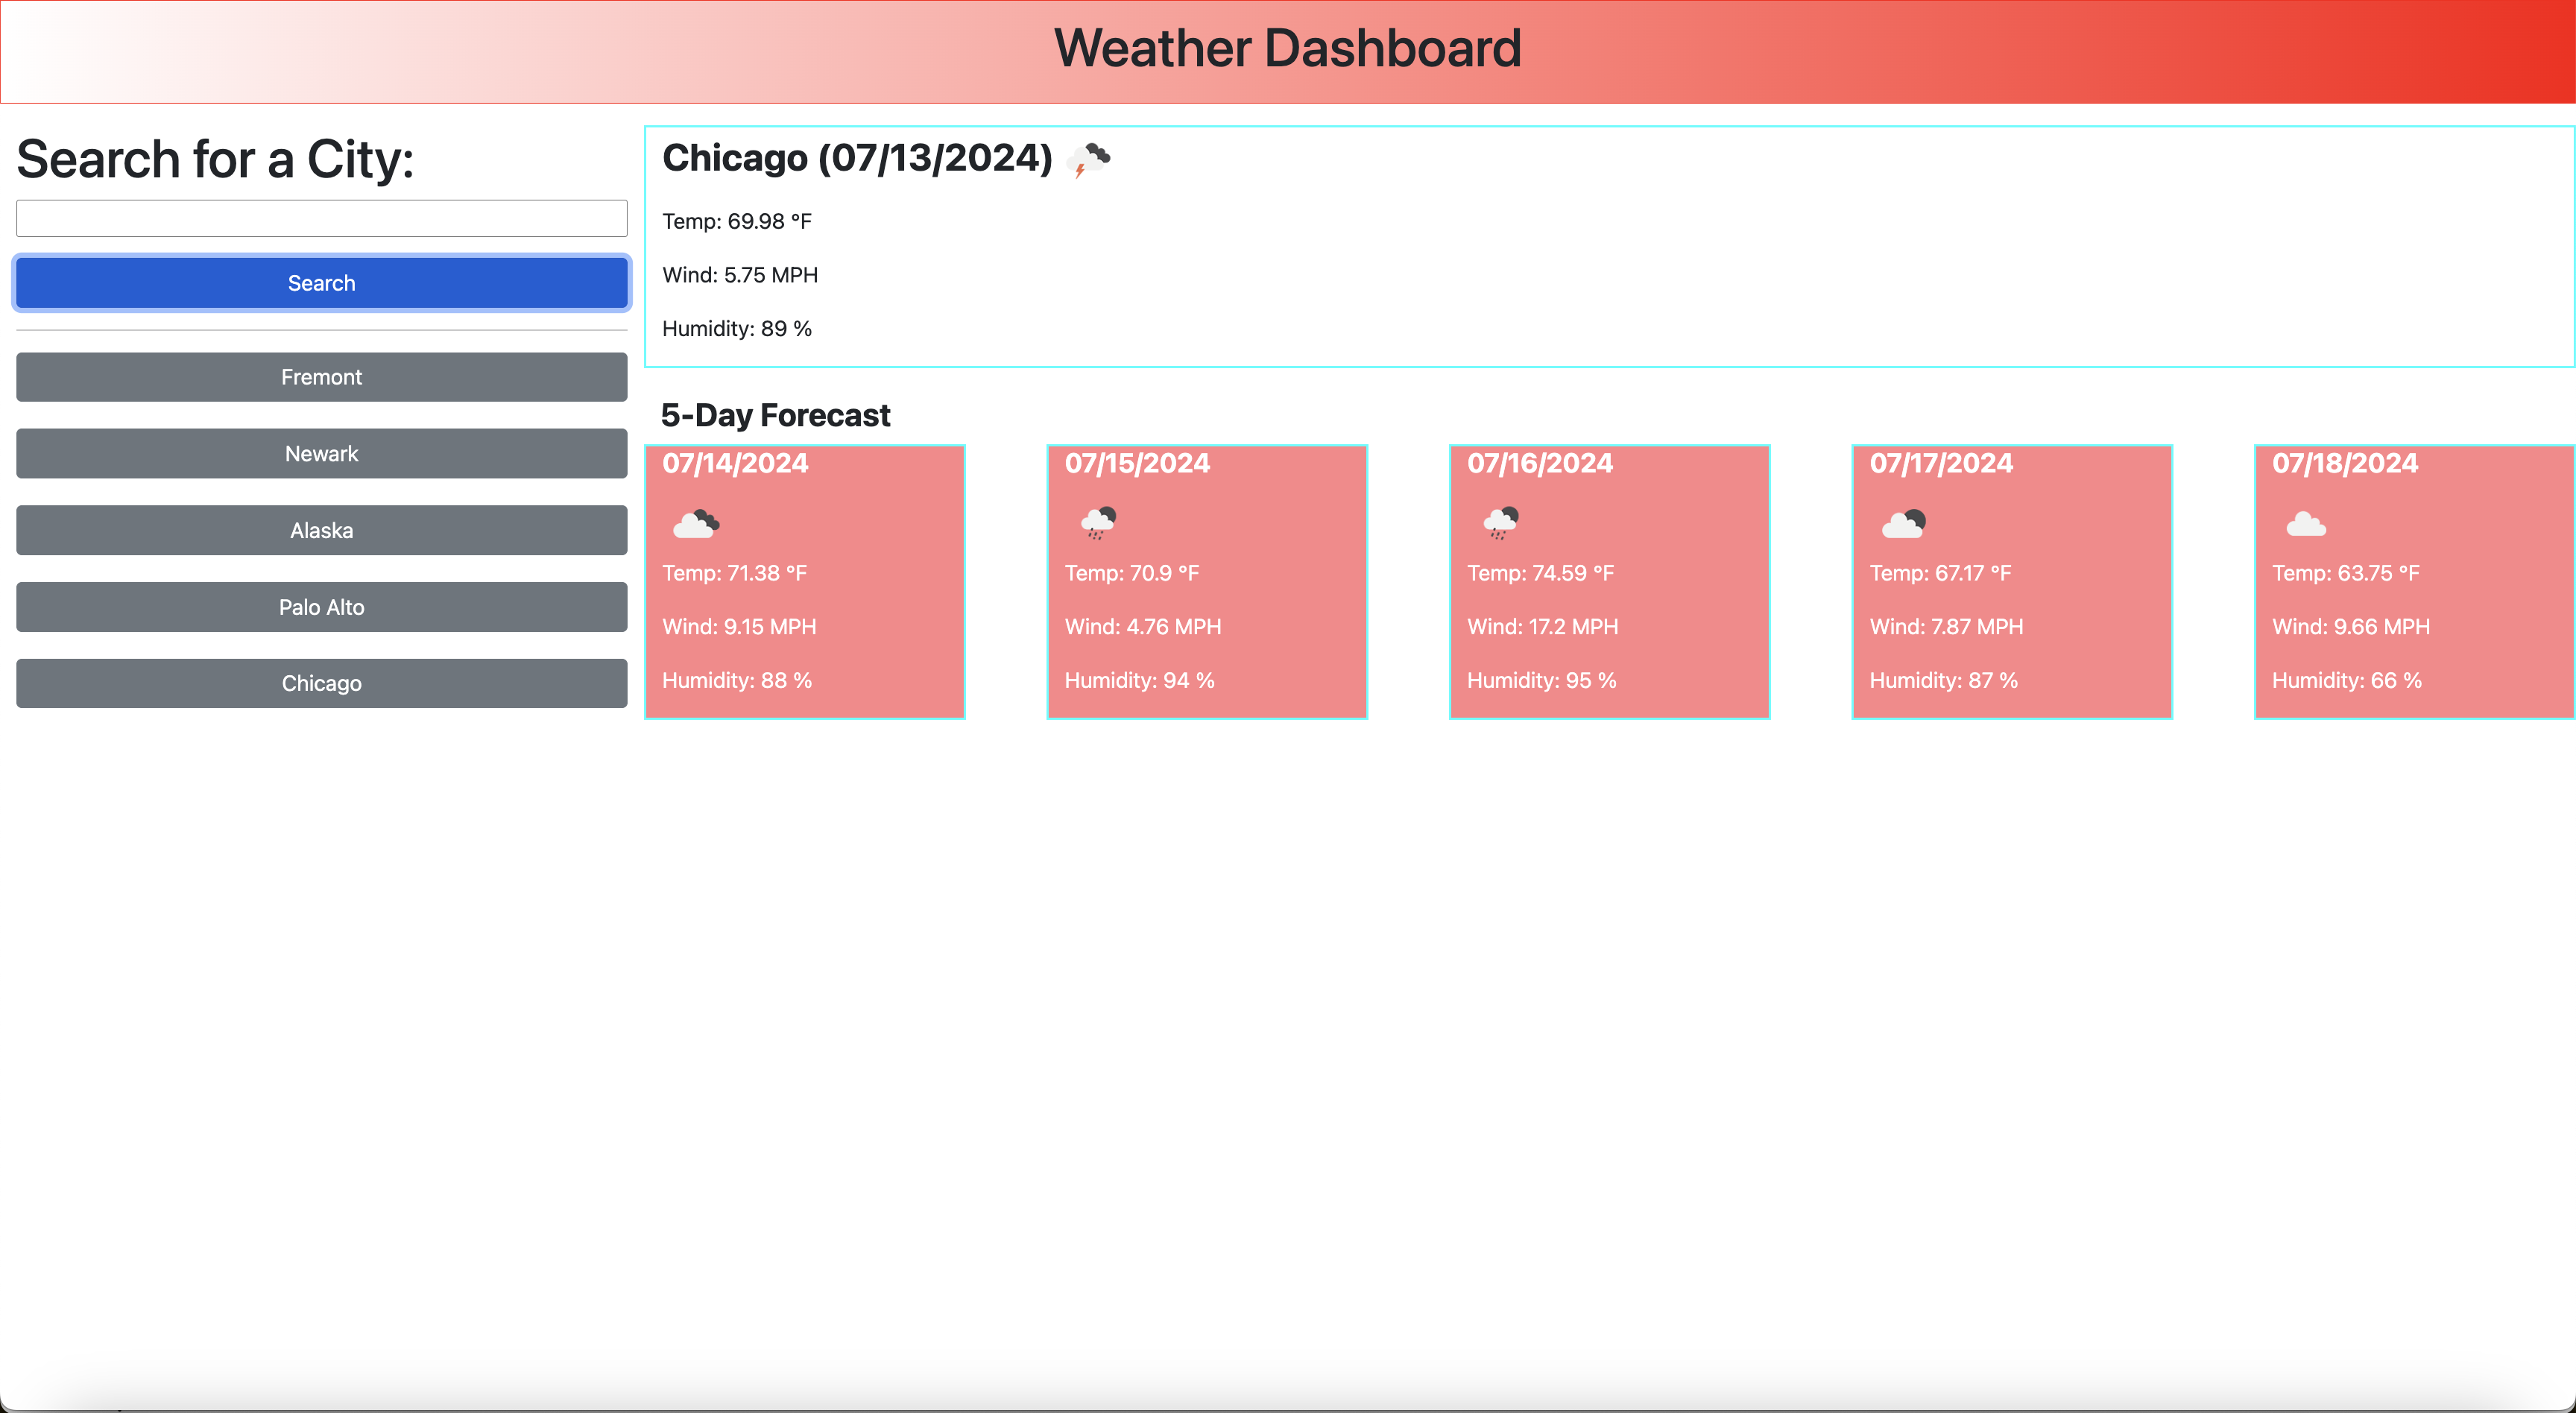 Weather Dashboard
Search for a City:
Search
Fremont
Newark
Alaska
Palo Alto
Chicago
Chicago (07/13/2024)
Temp: 69.98 °F
Wind: 5.75 MPH
Humidity: 89 %
5-Day Forecast
07/14/2024
Temp: 71.38 °F
Wind: 9.15 MPH
Humidity: 88 %
07/15/2024
Temp: 70.9 °F
Wind: 4.76 MPH
Humidity: 94 %
07/16/2024
Temp: 74.59 °F
Wind: 17.2 MPH
Humidity: 95 %
07/17/2024
Temp: 67.17 °F
Wind: 7.87 MPH
Humidity: 87 %
07/18/2024
Temp: 63.75 °F
Wind: 9.66 MPH
Humidity: 66 %